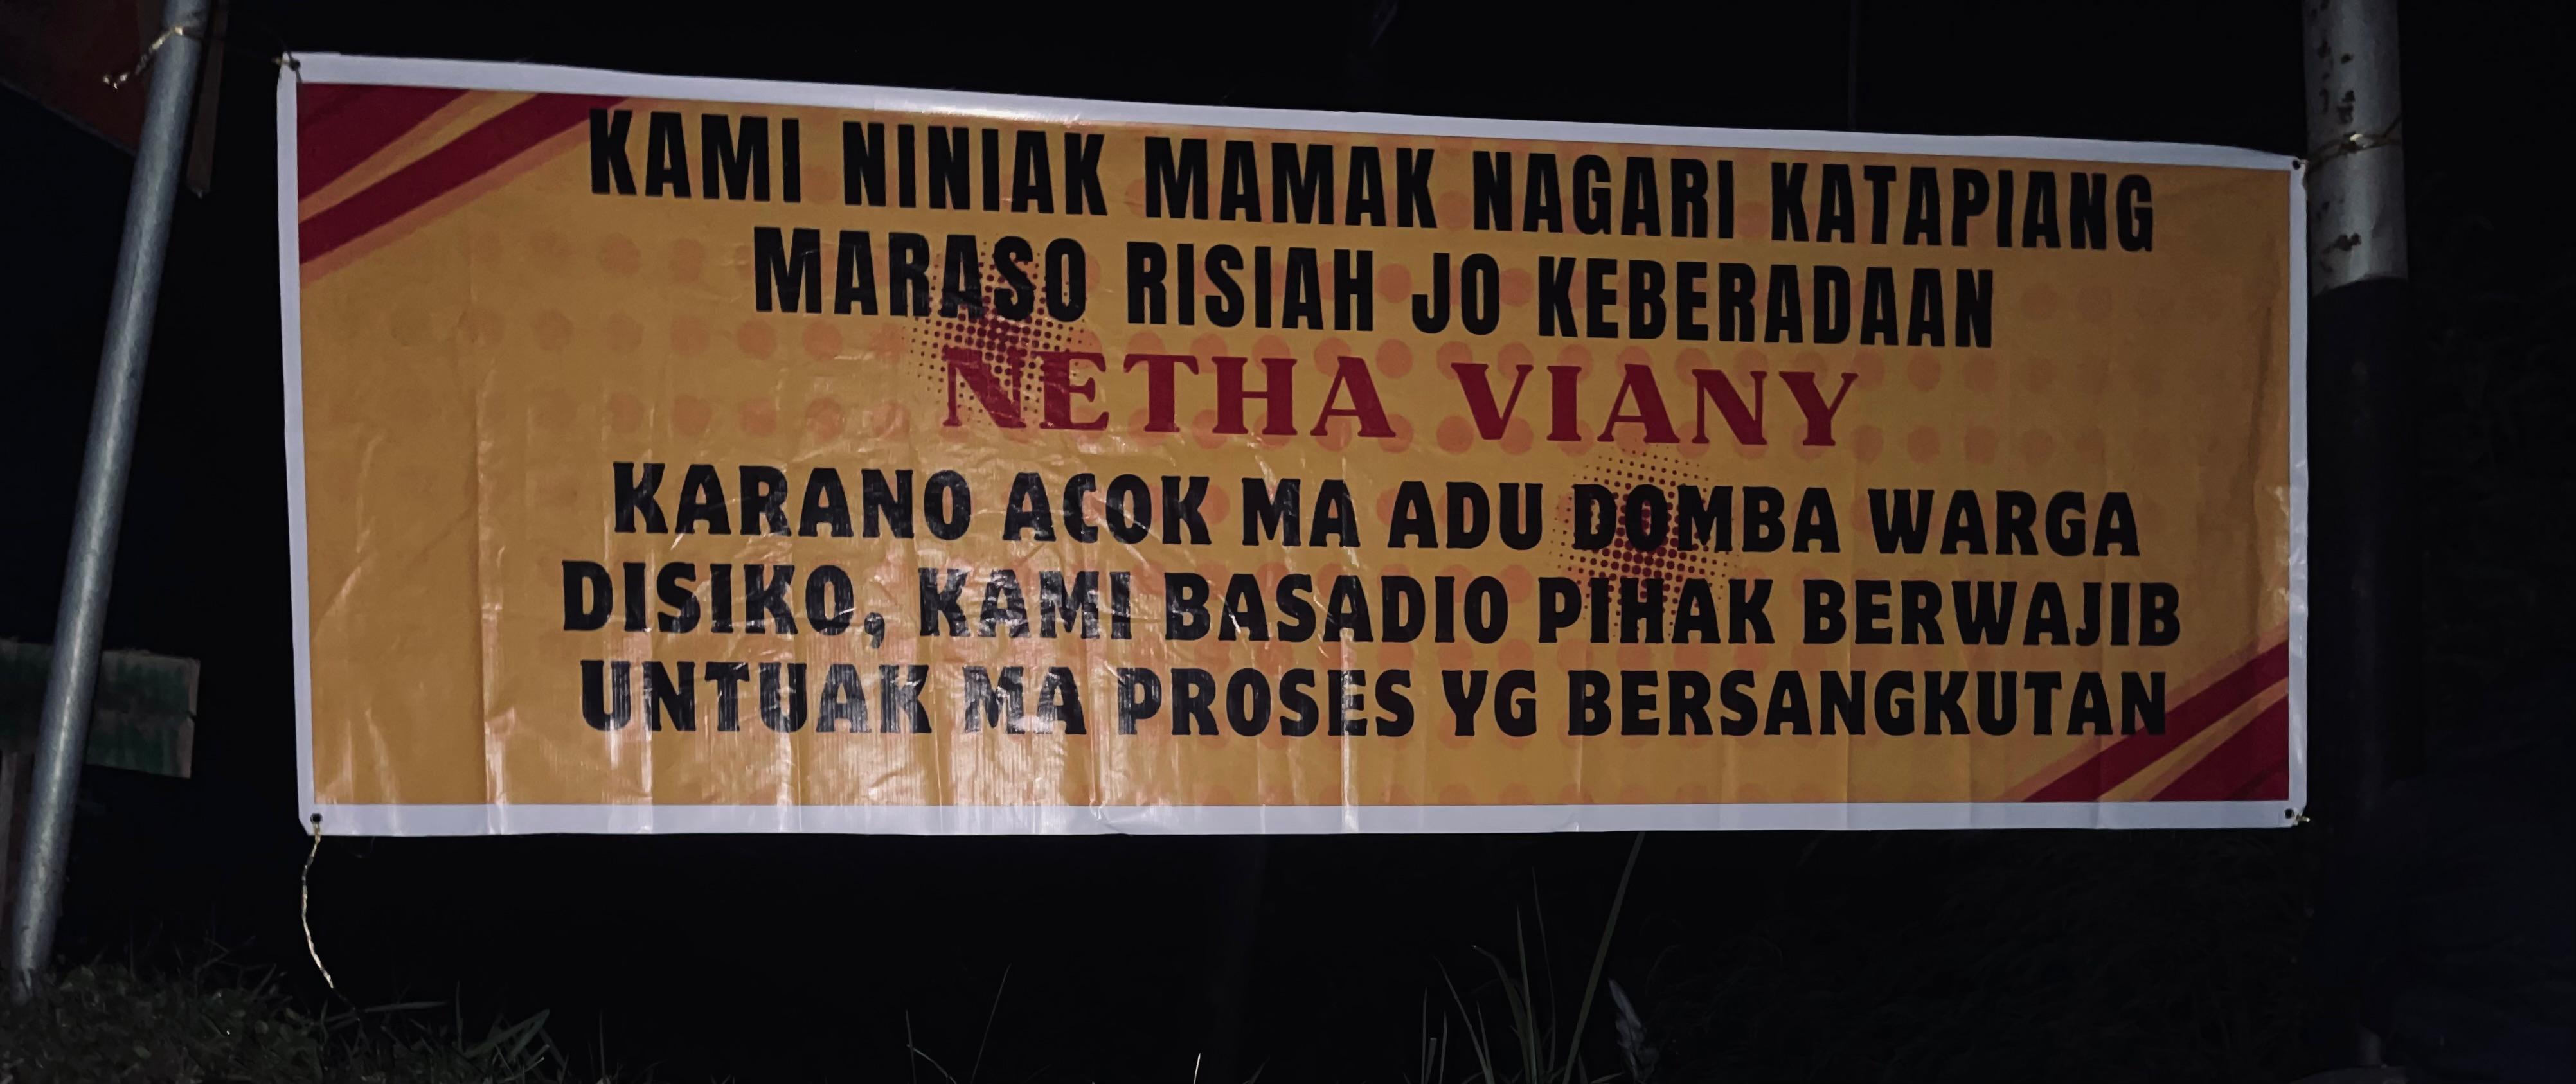 KAMI NINIAK MAMAK NAGARI KATAPIANG
MARASO RISIAH JO KEBERADAAN
NETHA VIANY
KARANO ACOK MA ADU DOMBA WARGA
DISIKO, KAMI BASADIO PIHAK BERWAJIB
UNTUAK MA PROSES YG BERSANGKUTAN